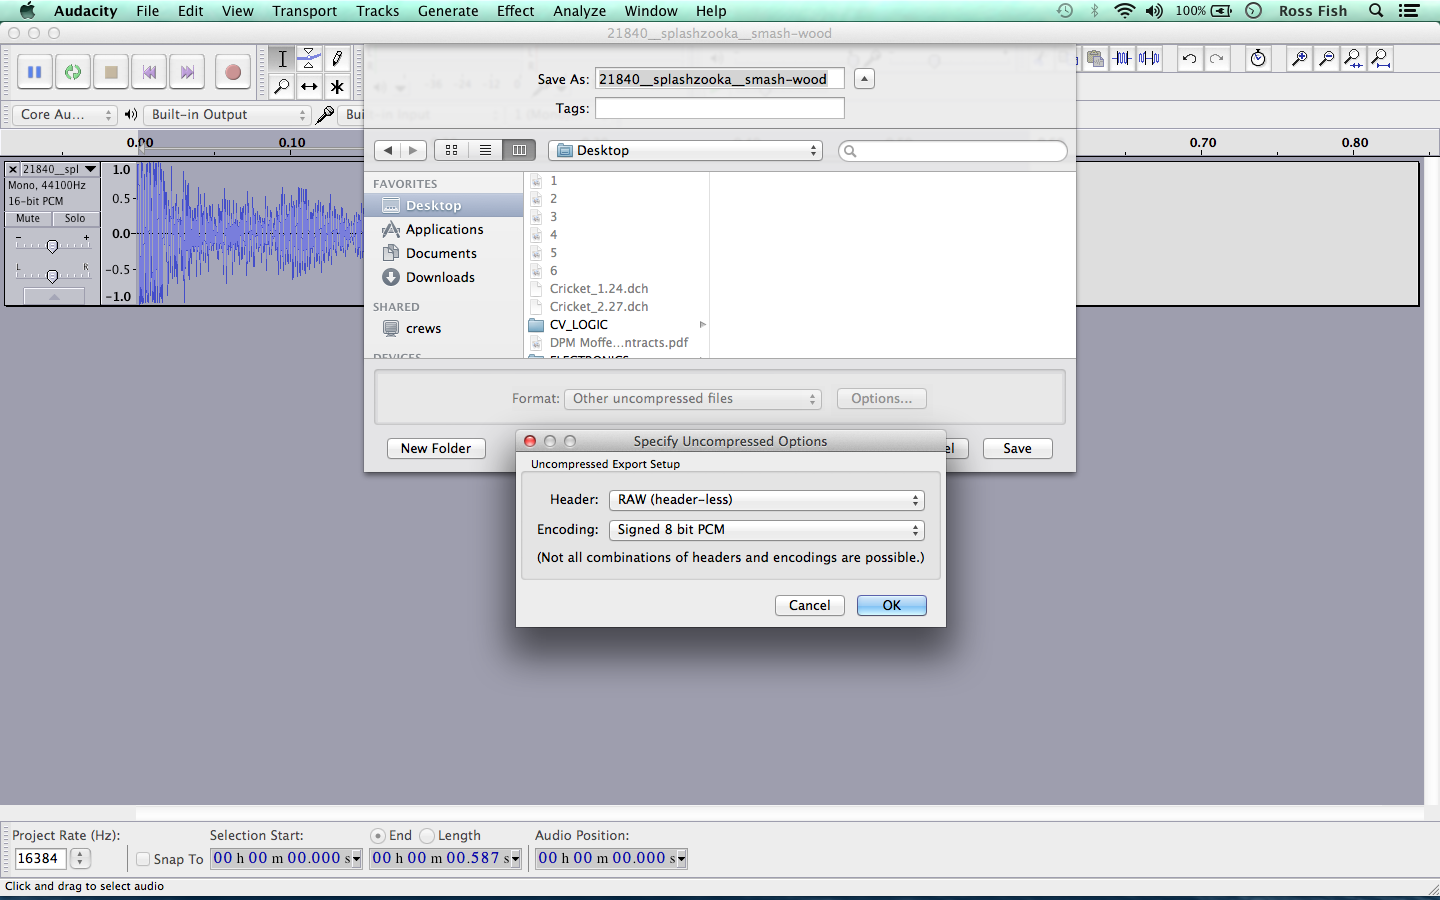 Audacity File Edit View Transport Tracks Generate Effect Analyze Window Help 100% Ross Fish
21840__splashzooka__smash-wood
Save As: 21840__splashzooka__smash-wood
Tags:
Core Au... Built-in Output Bui
Desktop
0.00 0.10 0.70 0.80
21840__spl
Mono, 44100Hz
16-bit PCM
Mute Solo
- +
L R
1.0
0.5-
0.0-
-0.5-
-1.0
FAVORITES
Desktop
Applications
Documents
Downloads
SHARED
crews
DEVICES
1
2
3
4
5
6
Cricket_1.24.dch
Cricket_2.27.dch
CV_LOGIC
DPM Moffe...ntracts.pdf
ELECTRONICS
Format: Other uncompressed files Options...
New Folder el Save
Specify Uncompressed Options
Uncompressed Export Setup
Header: RAW (header-less)
Encoding: Signed 8 bit PCM
(Not all combinations of headers and encodings are possible.)
Cancel OK
Project Rate (Hz): Selection Start: End Length Audio Position:
16384 Snap To 00 h 00 m 00.000 s 00 h 00 m 00.587 s 00 h 00 m 00.000 s
Click and drag to select audio